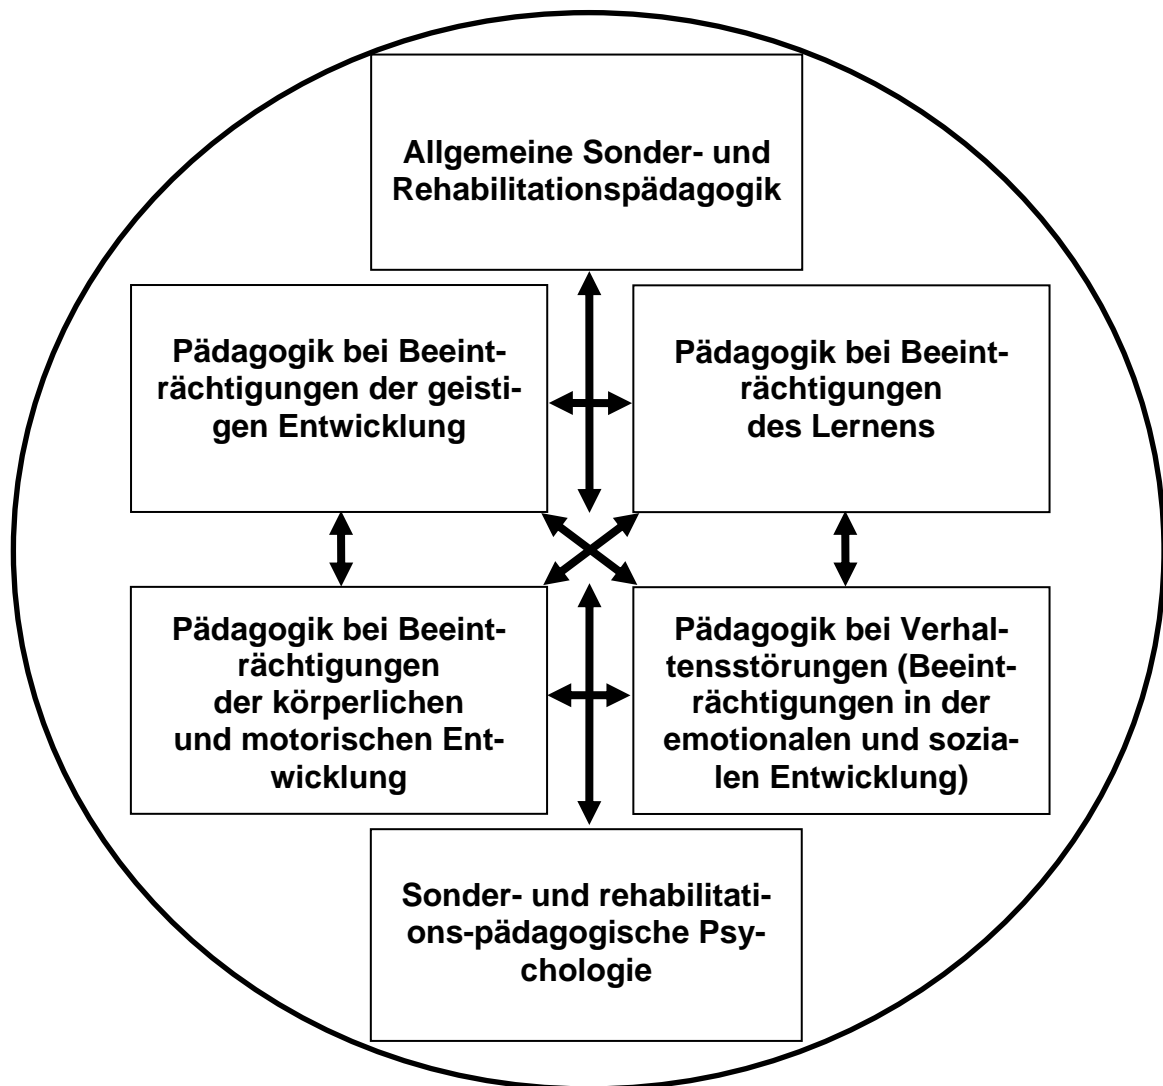 Allgemeine Sonder- und
Rehabilitationspädagogik
Pädagogik bei Beeint-
rächtigungen der geisti-
gen Entwicklung
Pädagogik bei Beeint-
rächtigungen
des Lernens
Pädagogik bei Beeint-
rächtigungen
der körperlichen
und motorischen Ent-
wicklung
Pädagogik bei Verhal-
tensstörungen (Beeint-
rächtigungen in der
emotionalen und sozia-
len Entwicklung)
Sonder- und rehabilitati-
ons-pädagogische Psy-
chologie